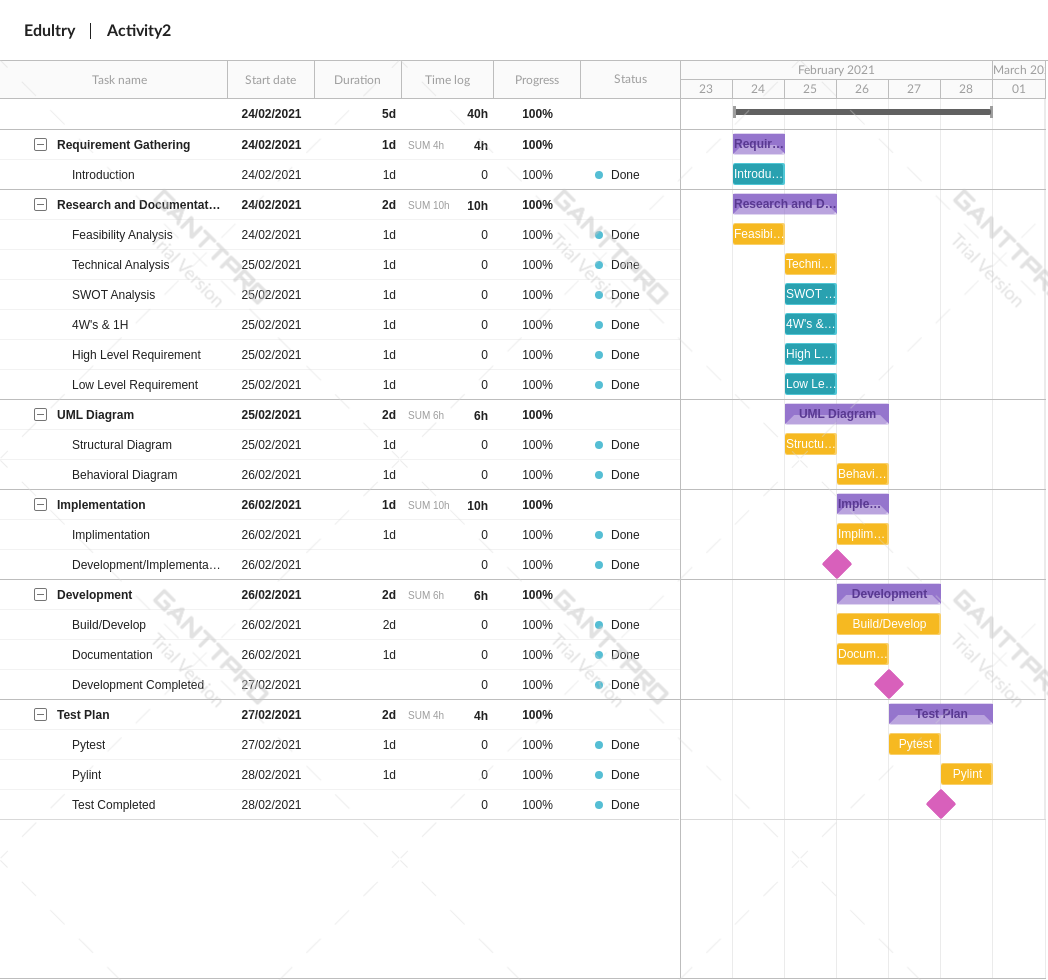 Edultry | Activity2
Task name Start date Duration Time log Progress Status February 2021 March 20
23 24 25 26 27 28 01
24/02/2021 5d 40h 100%
Requirement Gathering 24/02/2021 1d SUM 4h 4h 100% Requir...
Introduction 24/02/2021 1d 0 100% Done Introdu...
Research and Documentat... 24/02/2021 2d SUM 10h 10h 100% Research and D...
Feasibility Analysis 24/02/2021 1d 0 100% Done Feasibi...
Technical Analysis 25/02/2021 1d 0 100% Done Techni...
SWOT Analysis 25/02/2021 1d 0 100% Done SWOT ...
4W's & 1H 25/02/2021 1d 0 100% Done 4W's &...
High Level Requirement 25/02/2021 1d 0 100% Done High L...
Low Level Requirement 25/02/2021 1d 0 100% Done Low Le...
UML Diagram 25/02/2021 2d SUM 6h 6h 100% UML Diagram
Structural Diagram 25/02/2021 1d 0 100% Done Structu...
Behavioral Diagram 26/02/2021 1d 0 100% Done Behavi...
Implementation 26/02/2021 1d SUM 10h 10h 100% Imple...
Implimentation 26/02/2021 1d 0 100% Done Implim...
Development/Implementa... 26/02/2021 0 100% Done
Development 26/02/2021 2d SUM 6h 6h 100% Development
Build/Develop 26/02/2021 2d 0 100% Done Build/Develop
Documentation 26/02/2021 1d 0 100% Done Docum...
Development Completed 27/02/2021 0 100% Done
Test Plan 27/02/2021 2d SUM 4h 4h 100% Test Plan
Pytest 27/02/2021 1d 0 100% Done Pytest
Pylint 28/02/2021 1d 0 100% Done Pylint
Test Completed 28/02/2021 0 100% Done
GANTTPRO
Trial Version
GANTTPRO
Trial Version
GANTTPRO
Trial Version
GANTTPRO
Trial Version
GANTTPRO
Trial Version
GANTTPRO
Trial Version